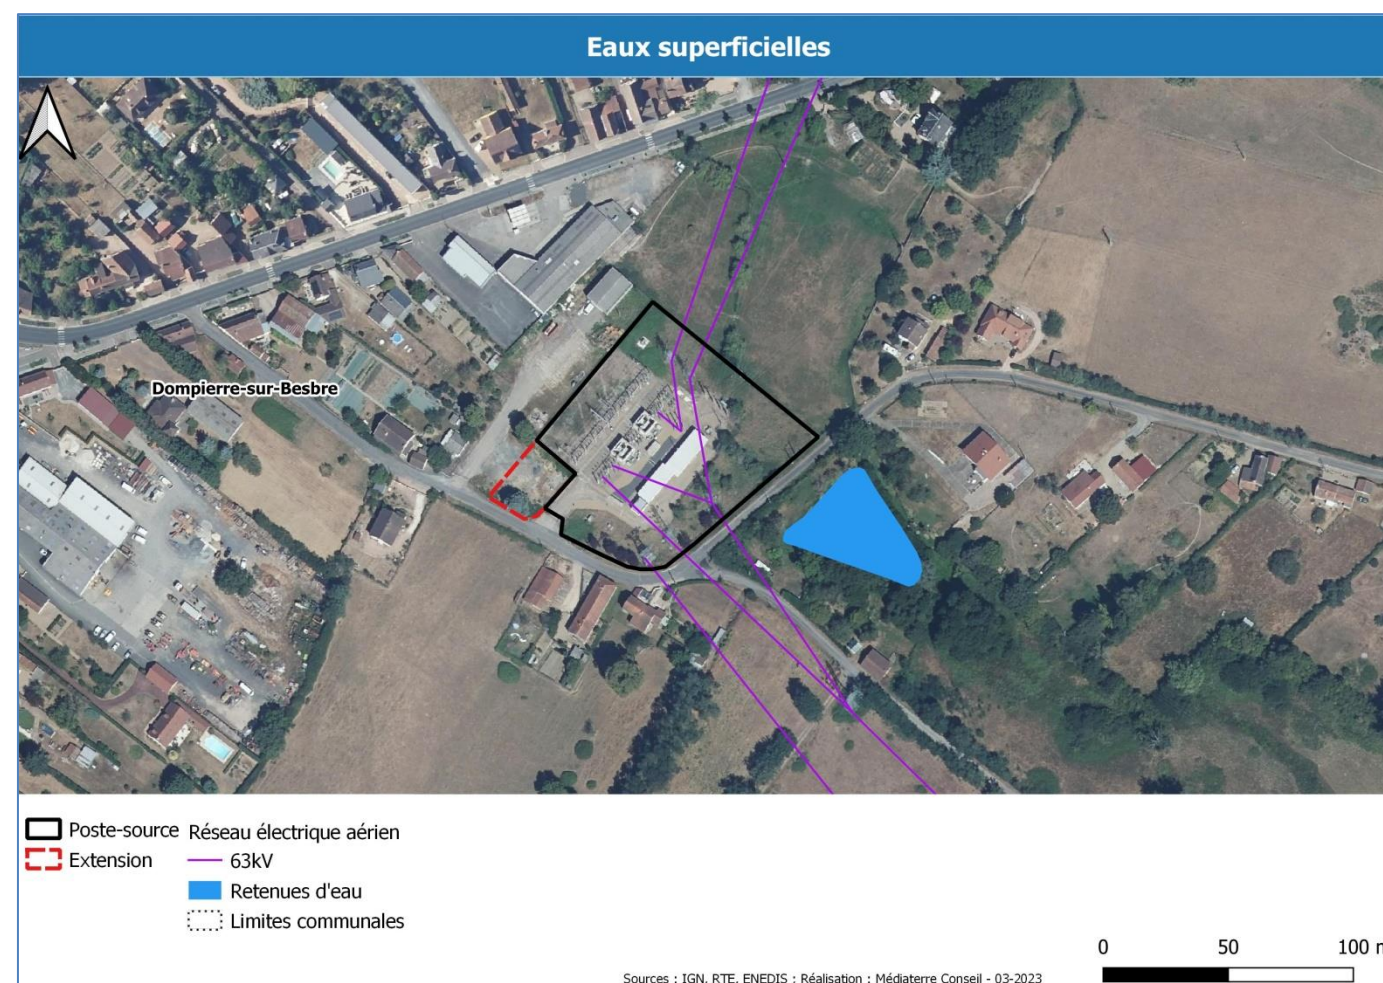 Eaux superficielles
Dompierre-sur-Besbre
Poste-source
Extension
Réseau électrique aérien
63kV
Retenues d'eau
Limites communales
0 50 100 m
Sources : IGN, RTE, ENEDIS ; Réalisation : Médiaterre Conseil - 03-2023